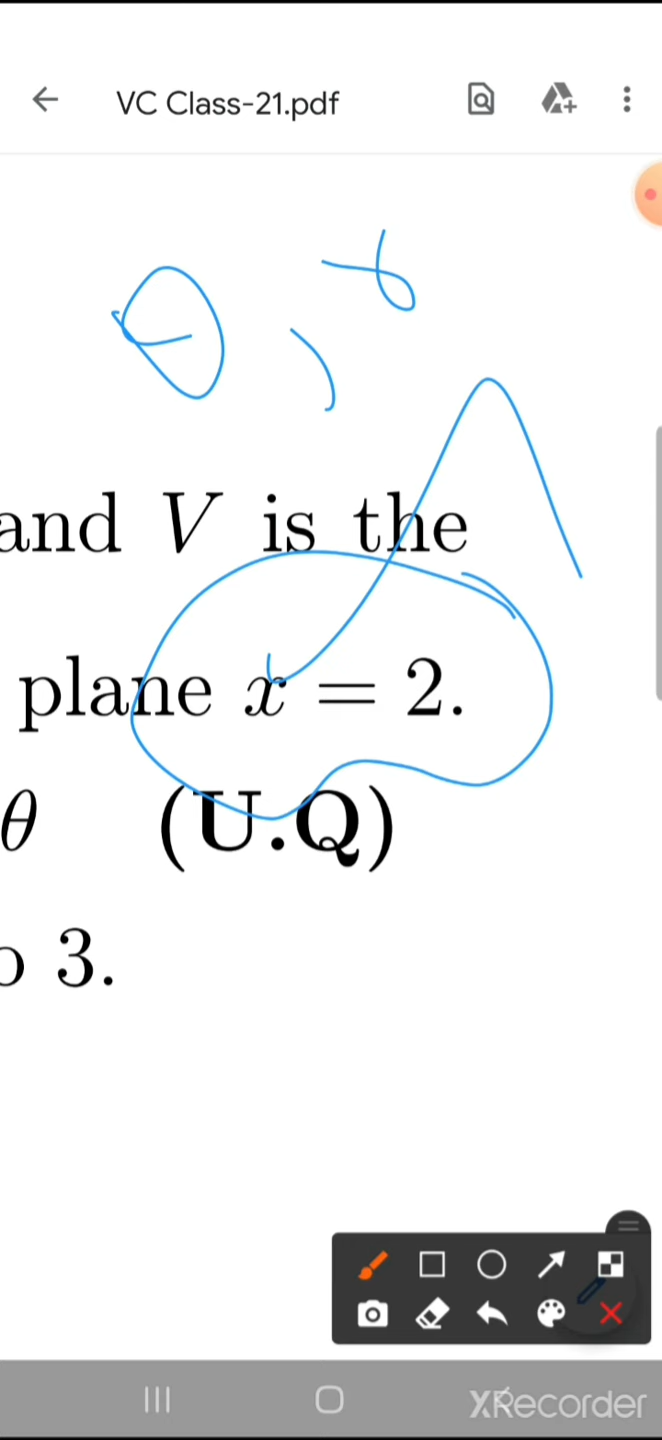 VC Class-21.pdf
and V is the
plane x = 2.
θ (U.Q)
3.
XRecorder